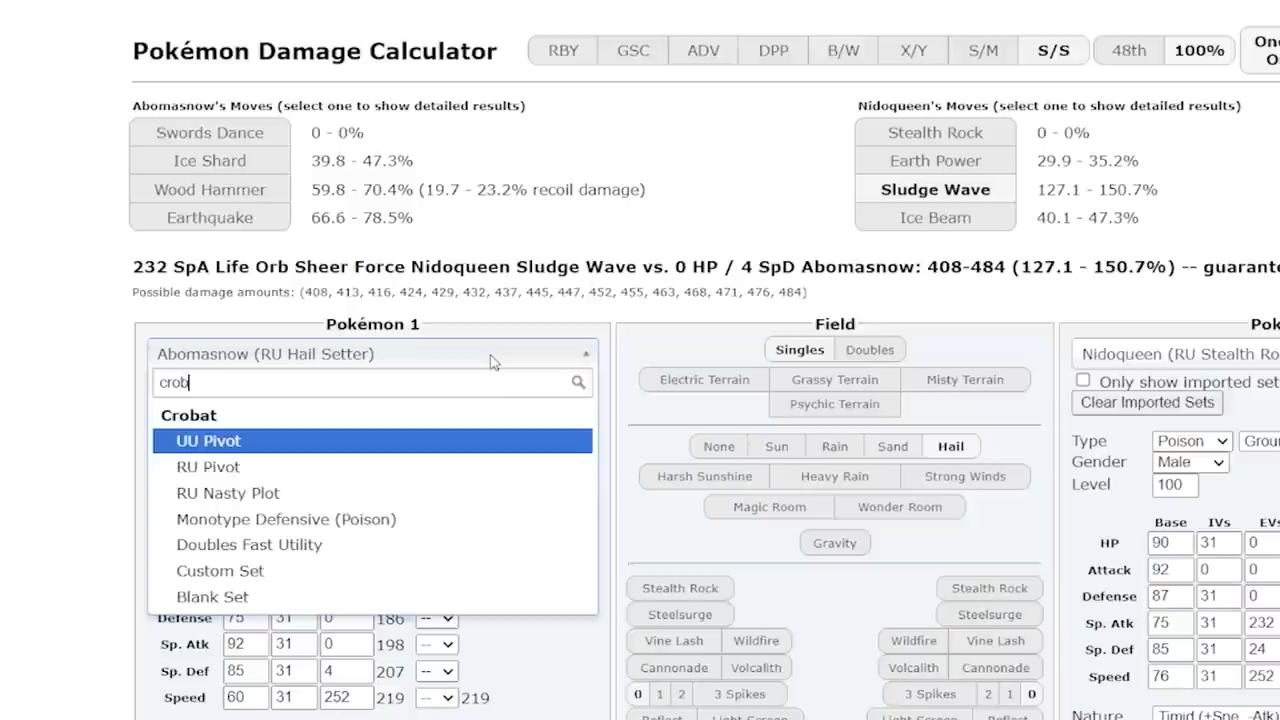 Pokémon Damage Calculator
RBY GSC ADV DPP B/W X/Y S/M S/S 48th 100%
Abomasnow's Moves (select one to show detailed results)
Swords Dance 0 - 0%
Ice Shard 39.8 - 47.3%
Wood Hammer 59.8 - 70.4% (19.7 - 23.2% recoil damage)
Earthquake 66.6 - 78.5%
Nidoqueen's Moves (select one to show detailed results)
Stealth Rock 0 - 0%
Earth Power 29.9 - 35.2%
Sludge Wave 127.1 - 150.7%
Ice Beam 40.1 - 47.3%
232 SpA Life Orb Sheer Force Nidoqueen Sludge Wave vs. 0 HP / 4 SpD Abomasnow: 408-484 (127.1 - 150.7%) -- guarante
Possible damage amounts: (408, 413, 416, 424, 429, 432, 437, 445, 447, 452, 455, 463, 468, 471, 476, 484)
Pokémon 1
Abomasnow (RU Hail Setter)
crob
Crobat
UU Pivot
RU Pivot
RU Nasty Plot
Monotype Defensive (Poison)
Doubles Fast Utility
Custom Set
Blank Set
Defense 75 31 0 186 --
Sp. Atk 92 31 0 198 --
Sp. Def 85 31 4 207 --
Speed 60 31 252 219 -- 219
Field
Singles Doubles
Electric Terrain Grassy Terrain Misty Terrain
Psychic Terrain
None Sun Rain Sand Hail
Harsh Sunshine Heavy Rain Strong Winds
Magic Room Wonder Room
Gravity
Stealth Rock Stealth Rock
Steelsurge Steelsurge
Vine Lash Wildfire Wildfire Vine Lash
Cannonade Volcalith Volcalith Cannonade
0 1 2 3 Spikes 3 Spikes 2 1 0
Reflect Light Screen Light Screen Reflect
Pok
Nidoqueen (RU Stealth Ro
Only show imported set
Clear Imported Sets
Type Poison Grour
Gender Male
Level 100
Base IVs EVs
HP 90 31 0
Attack 92 0 0
Defense 87 31 0
Sp. Atk 75 31 232
Sp. Def 85 31 24
Speed 76 31 252
Nature Timid (+Spe, -Atk)